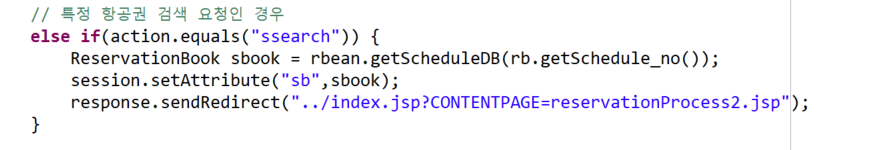 // 특정 항공권 검색 요청인 경우
else if(action.equals("ssearch")) {
    ReservationBook sbook = rbean.getScheduleDB(rb.getSchedule_no());
    session.setAttribute("sb",sbook);
    response.sendRedirect("../index.jsp?CONTENTPAGE=reservationProcess2.jsp");
}